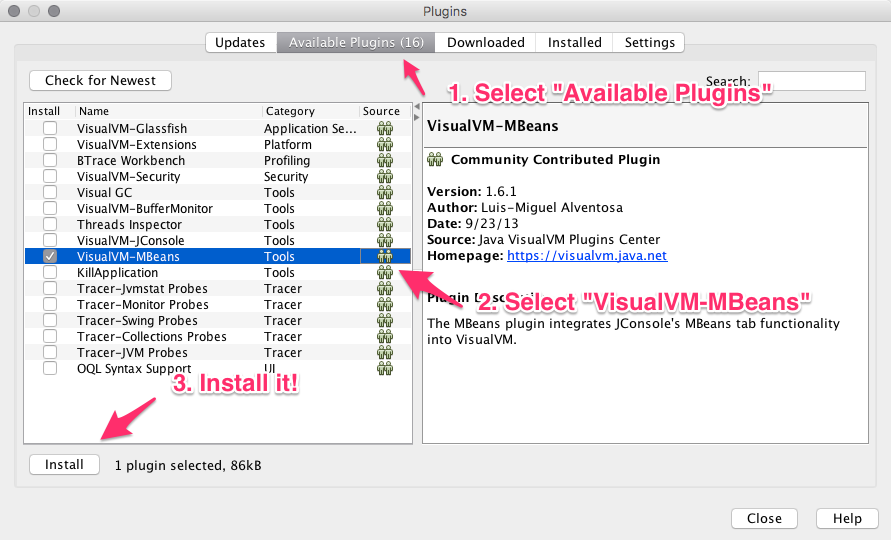 Plugins
Updates Available Plugins (16) Downloaded Installed Settings
Check for Newest Search:
1. Select "Available Plugins"
Install Name Category Source
VisualVM-Glassfish Application Se...
VisualVM-Extensions Platform
BTrace Workbench Profiling
VisualVM-Security Security
Visual GC Tools
VisualVM-BufferMonitor Tools
Threads Inspector Tools
VisualVM-JConsole Tools
VisualVM-MBeans Tools
KillApplication Tools
Tracer-Jvmstat Probes Tracer
Tracer-Monitor Probes Tracer
Tracer-Swing Probes Tracer
Tracer-Collections Probes Tracer
Tracer-JVM Probes Tracer
OQL Syntax Support UI
VisualVM-MBeans
Community Contributed Plugin
Version: 1.6.1
Author: Luis-Miguel Alventosa
Date: 9/23/13
Source: Java VisualVM Plugins Center
Homepage: https://visualvm.java.net
2. Select "VisualVM-MBeans"
Plugin
The MBeans plugin integrates JConsole's MBeans tab functionality
into VisualVM.
3. Install it!
Install 1 plugin selected, 86kB
Close Help